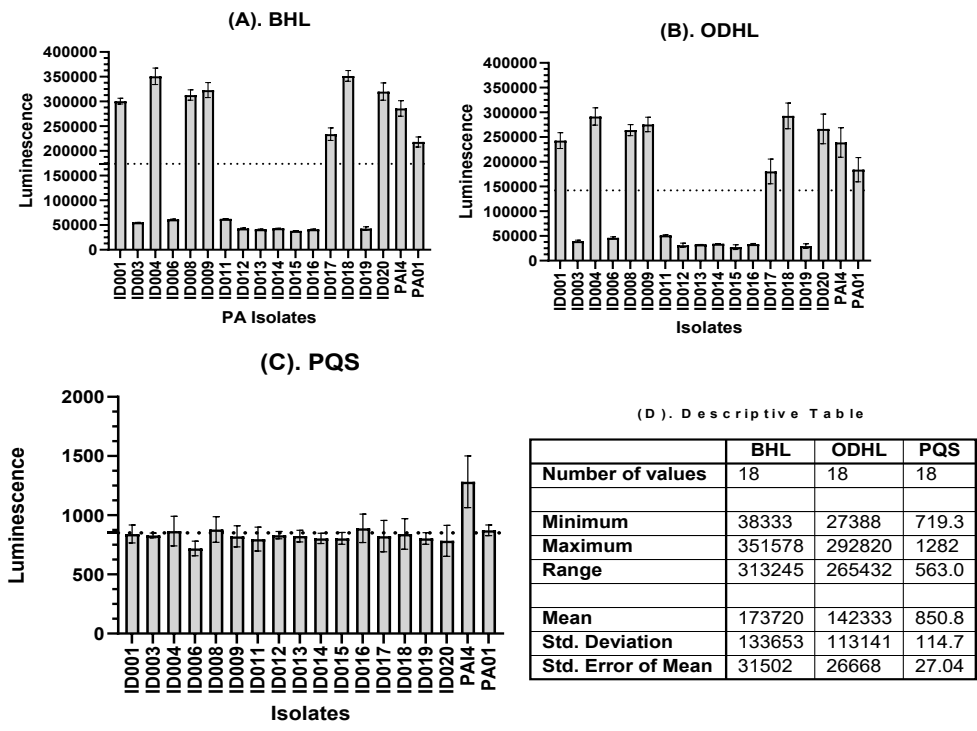 (A). BHL
Luminescence
400000
350000
300000
250000
200000
150000
100000
50000
0
ID001
ID003
ID004
ID006
ID008
ID009
ID011
ID012
ID013
ID014
ID015
ID016
ID017
ID018
ID019
ID020
PAI4
PA01
PA Isolates
(B). ODHL
Luminescence
400000
350000
300000
250000
200000
150000
100000
50000
0
ID001
ID003
ID004
ID006
ID008
ID009
ID011
ID012
ID013
ID014
ID015
ID016
ID017
ID018
ID019
ID020
PAI4
PA01
Isolates
(C). PQS
Luminescence
2000
1500
1000
500
0
ID001
ID003
ID004
ID006
ID008
ID009
ID011
ID012
ID013
ID014
ID015
ID016
ID017
ID018
ID019
ID020
PAI4
PA01
Isolates
(D). Descriptive Table
BHL ODHL PQS
Number of values 18 18 18
Minimum 38333 27388 719.3
Maximum 351578 292820 1282
Range 313245 265432 563.0
Mean 173720 142333 850.8
Std. Deviation 133653 113141 114.7
Std. Error of Mean 31502 26668 27.04